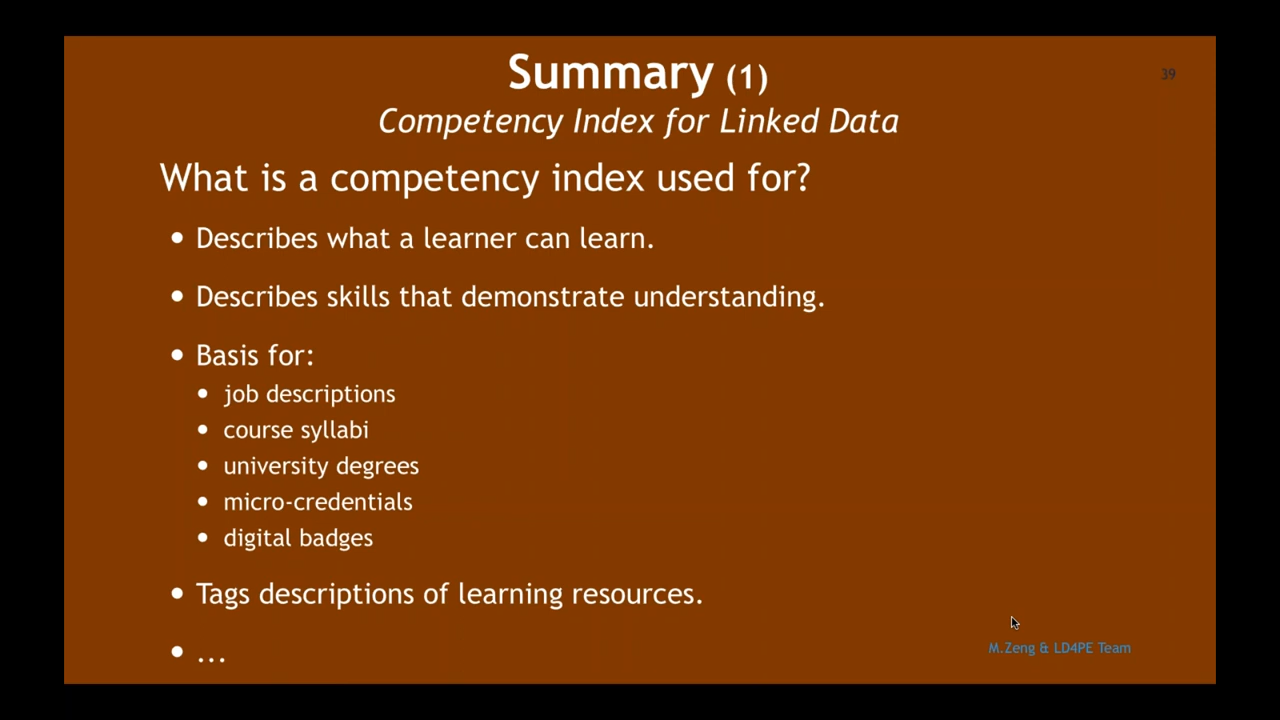 Summary (1)
39
Competency Index for Linked Data
What is a competency index used for?
• Describes what a learner can learn.
• Describes skills that demonstrate understanding.
• Basis for:
• job descriptions
• course syllabi
• university degrees
• micro-credentials
• digital badges
• Tags descriptions of learning resources.
• ...
M.Zeng & LD4PE Team